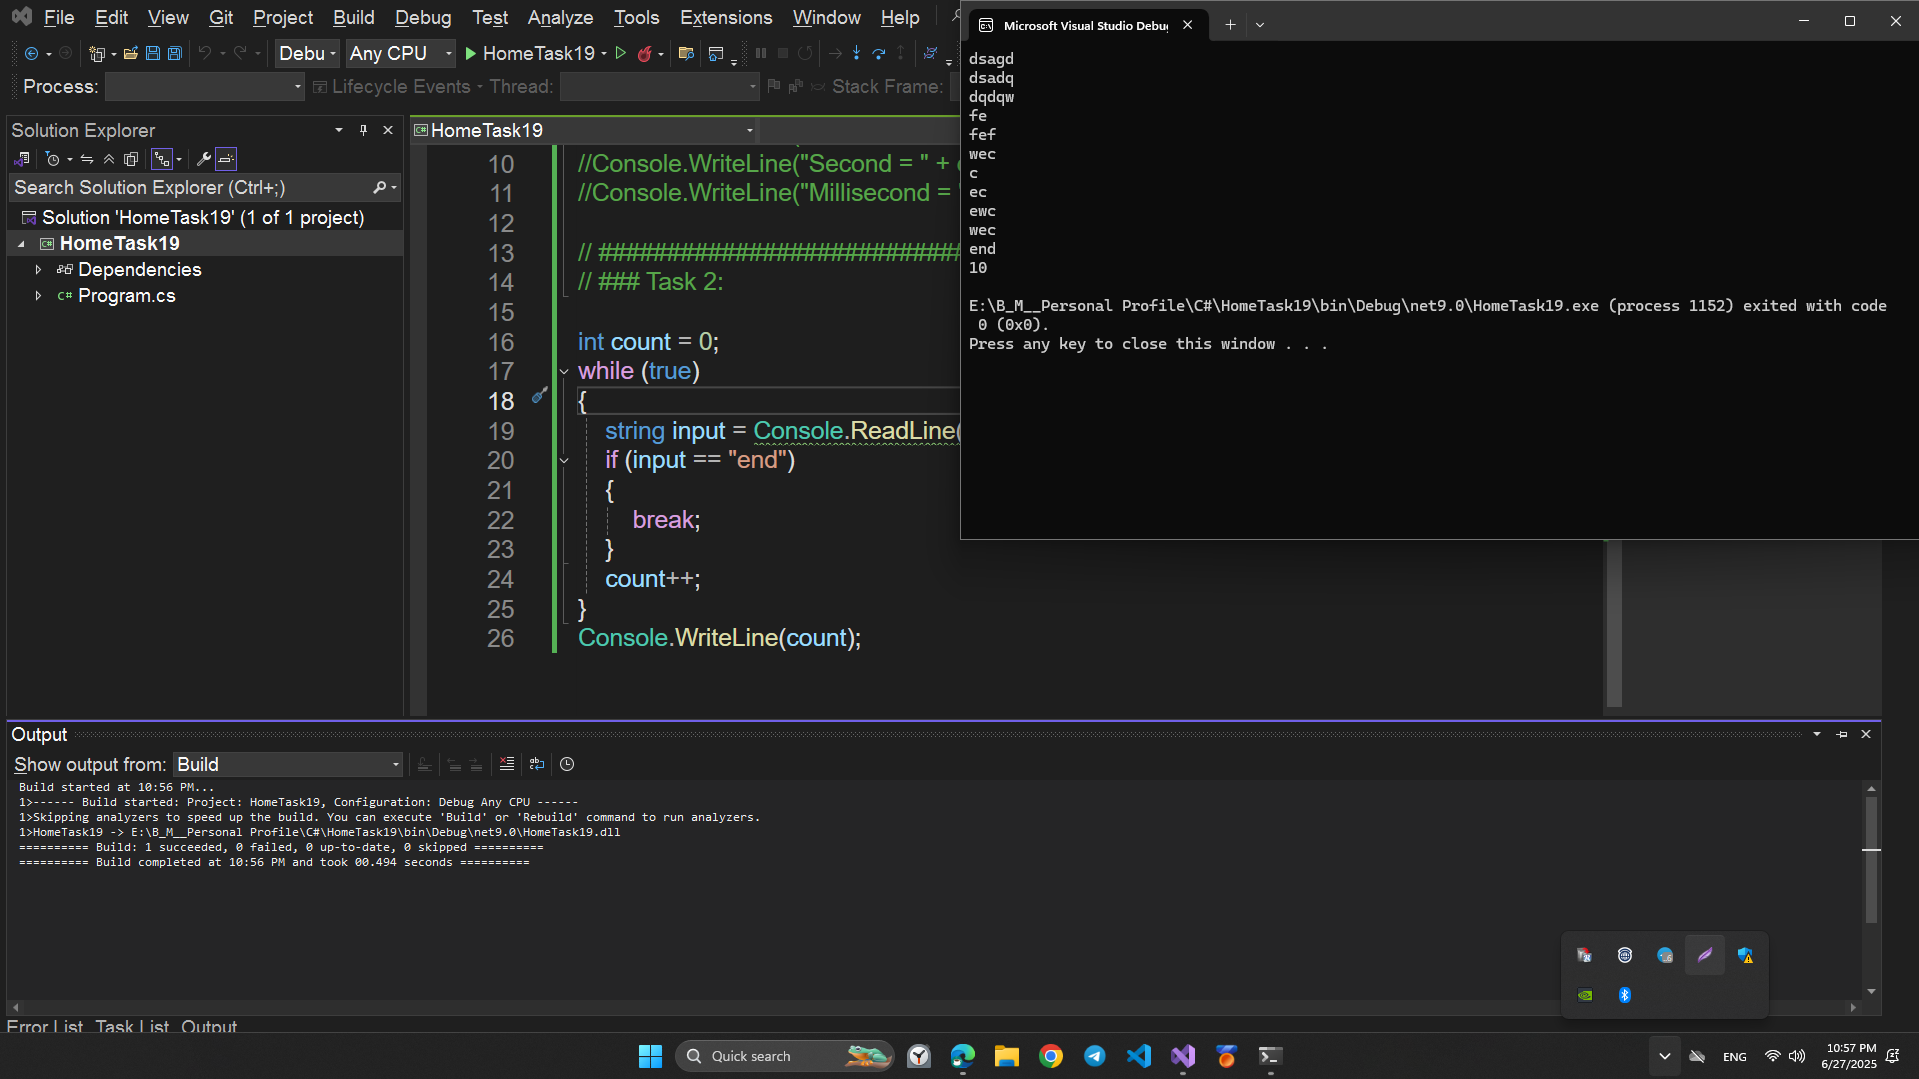 File Edit View Git Project Build Debug Test Analyze Tools Extensions Window Help
Debu Any CPU HomeTask19
Process: Lifecycle Events Thread: Stack Frame:
Solution Explorer
Search Solution Explorer (Ctrl+;)
Solution 'HomeTask19' (1 of 1 project)
HomeTask19
Dependencies
C# Program.cs
C# HomeTask19
10 //Console.WriteLine("Second = " +
11 //Console.WriteLine("Millisecond = "
12
13 // #############################
14 // ### Task 2:
15
16 int count = 0;
17 while (true)
18 {
19 string input = Console.ReadLine(
20 if (input == "end")
21 {
22 break;
23 }
24 count++;
25 }
26 Console.WriteLine(count);
Microsoft Visual Studio Debug
dsagd
dsadq
dqdqw
fe
fef
wec
c
ec
ewc
wec
end
10
E:\B_M__Personal Profile\C#\HomeTask19\bin\Debug\net9.0\HomeTask19.exe (process 1152) exited with code
0 (0x0).
Press any key to close this window . . .
Output
Show output from: Build
Build started at 10:56 PM...
1>------ Build started: Project: HomeTask19, Configuration: Debug Any CPU ------
1>Skipping analyzers to speed up the build. You can execute 'Build' or 'Rebuild' command to run analyzers.
1>HomeTask19 -> E:\B_M__Personal Profile\C#\HomeTask19\bin\Debug\net9.0\HomeTask19.dll
========== Build: 1 succeeded, 0 failed, 0 up-to-date, 0 skipped ==========
========== Build completed at 10:56 PM and took 00.494 seconds ==========
Error List Task List Output
Quick search
ENG
10:57 PM
6/27/2025